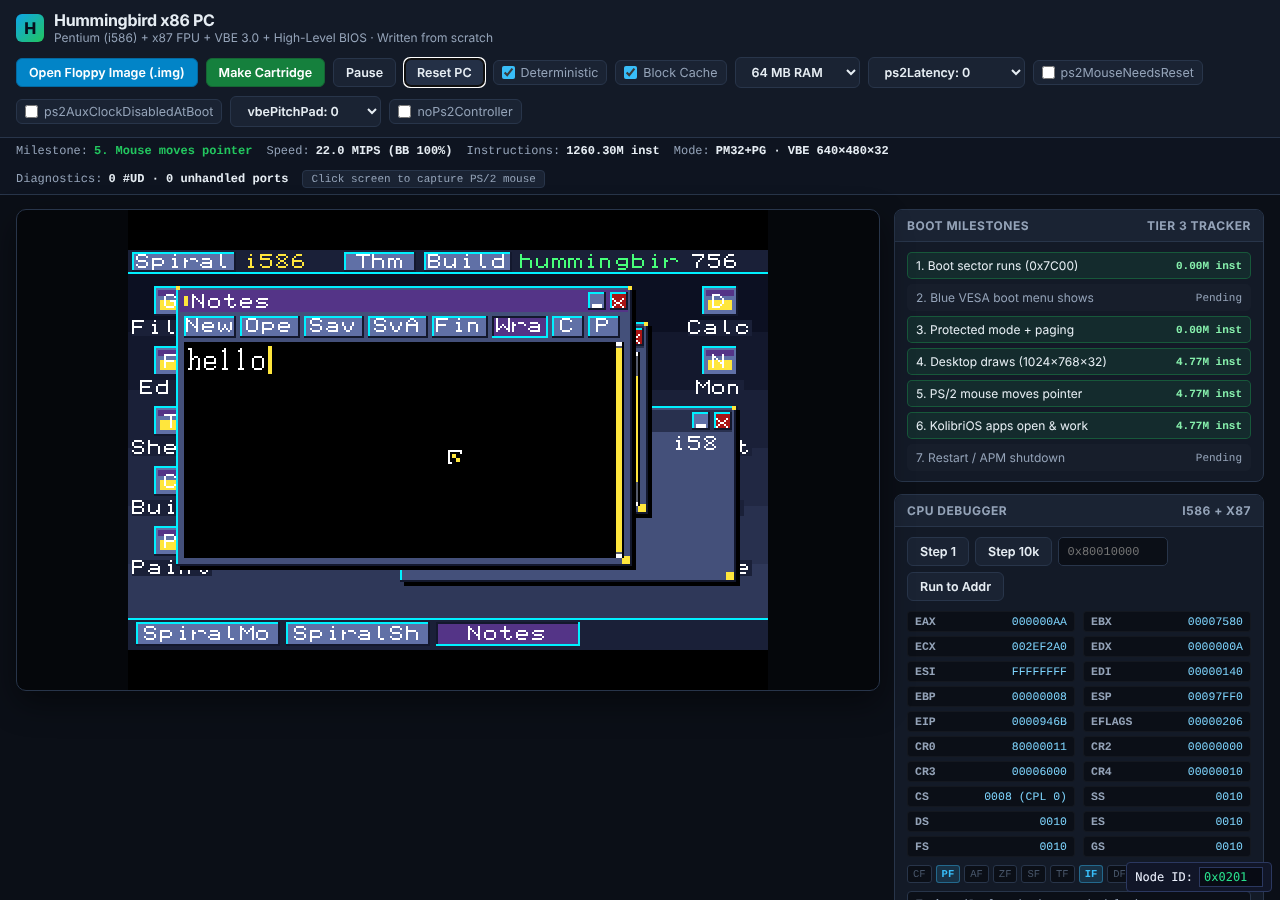 H Hummingbird x86 PC
Pentium (i586) + x87 FPU + VBE 3.0 + High-Level BIOS · Written from scratch
Open Floppy Image (.img) Make Cartridge Pause Reset PC Deterministic Block Cache 64 MB RAM ps2Latency: 0 ps2MouseNeedsReset
ps2AuxClockDisabledAtBoot vbePitchPad: 0 noPs2Controller
Milestone: 5. Mouse moves pointer Speed: 22.0 MIPS (BB 100%) Instructions: 1260.30M inst Mode: PM32+PG · VBE 640×480×32
Diagnostics: 0 #UD · 0 unhandled ports Click screen to capture PS/2 mouse
Spiral i586 Thm Build hummingbir 756
Notes
New Ope Sav SvA Fin Wra C P
hello
Fil
Ed
She
Bui
D
Calc
N
Mon
i58
SpiralMo SpiralSh Notes
BOOT MILESTONES TIER 3 TRACKER
1. Boot sector runs (0x7C00) 0.00M inst
2. Blue VESA boot menu shows Pending
3. Protected mode + paging 0.00M inst
4. Desktop draws (1024×768×32) 4.77M inst
5. PS/2 mouse moves pointer 4.77M inst
6. KolibriOS apps open & work 4.77M inst
7. Restart / APM shutdown Pending
CPU DEBUGGER I586 + X87
Step 1 Step 10k 0x80010000
Run to Addr
EAX 000000AA EBX 00007580
ECX 002EF2A0 EDX 0000000A
ESI FFFFFFFF EDI 00000140
EBP 00000008 ESP 00097FF0
EIP 0000946B EFLAGS 00000206
CR0 80000011 CR2 00000000
CR3 00006000 CR4 00000010
CS 0008 (CPL 0) SS 0010
DS 0010 ES 0010
FS 0010 GS 0010
CF PF AF ZF SF TF IF DF
Node ID: 0x0201